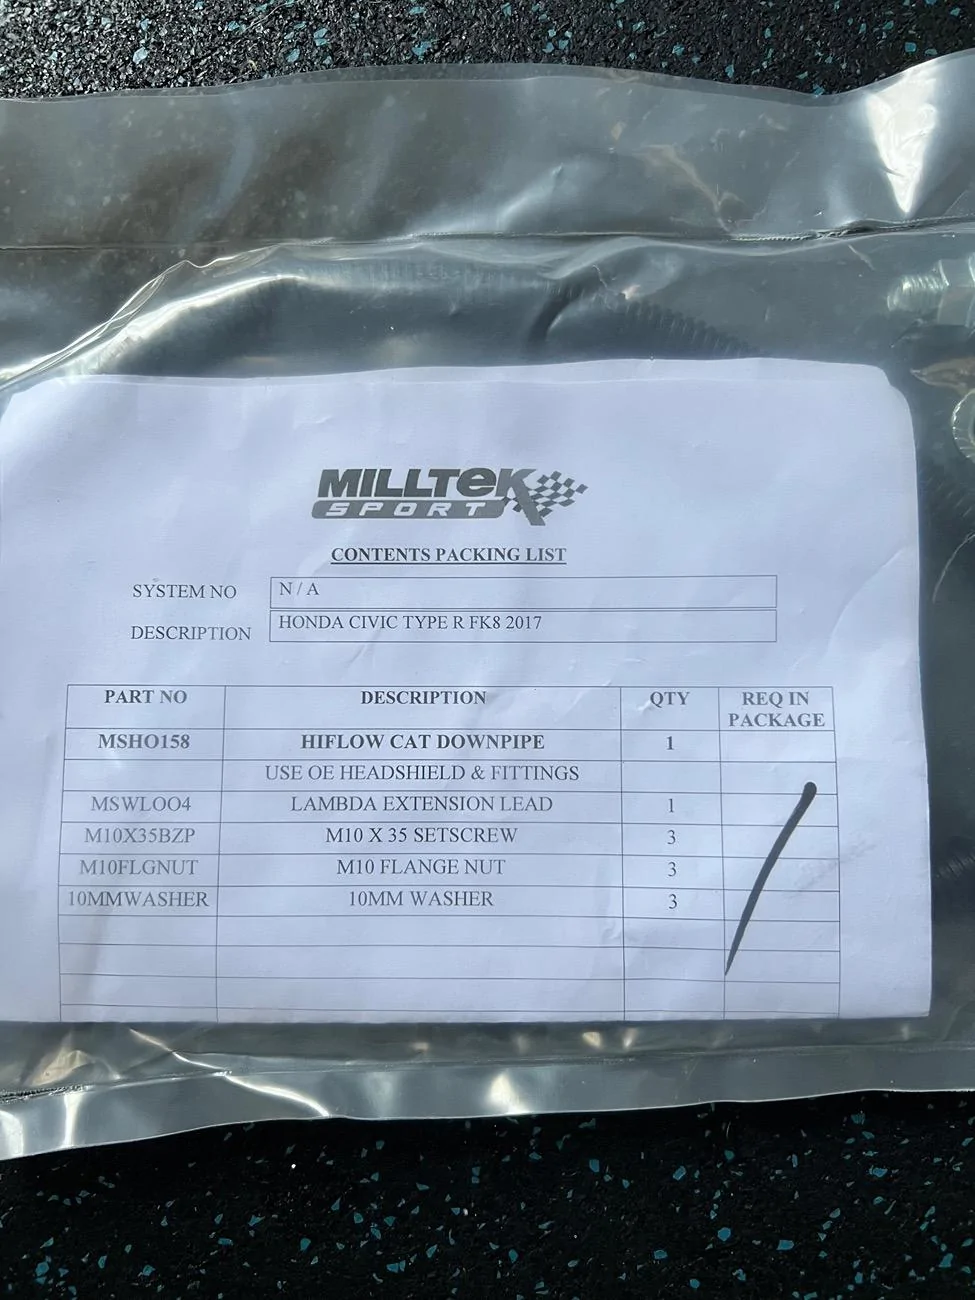 MILLTeK
SPORT
CONTENTS PACKING LIST
SYSTEM NO N / A
DESCRIPTION HONDA CIVIC TYPE R FK8 2017
PART NO DESCRIPTION QTY REQ IN PACKAGE
MSHO158 HIFLOW CAT DOWNPIPE 1
USE OE HEADSHIELD & FITTINGS
MSWLOO4 LAMBDA EXTENSION LEAD 1
M10X35BZP M10 X 35 SETSCREW 3
M10FLGNUT M10 FLANGE NUT 3
10MMWASHER 10MM WASHER 3